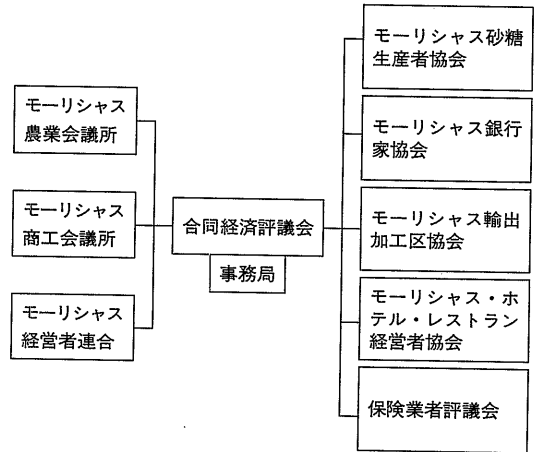 モーリシャス
農業会議所
モーリシャス
商工会議所
モーリシャス
経営者連合
合同経済評議会
事務局
モーリシャス砂糖
生産者協会
モーリシャス銀行
家協会
モーリシャス輸出
加工区協会
モーリシャス・ホ
テル・レストラン
経営者協会
保険業者評議会